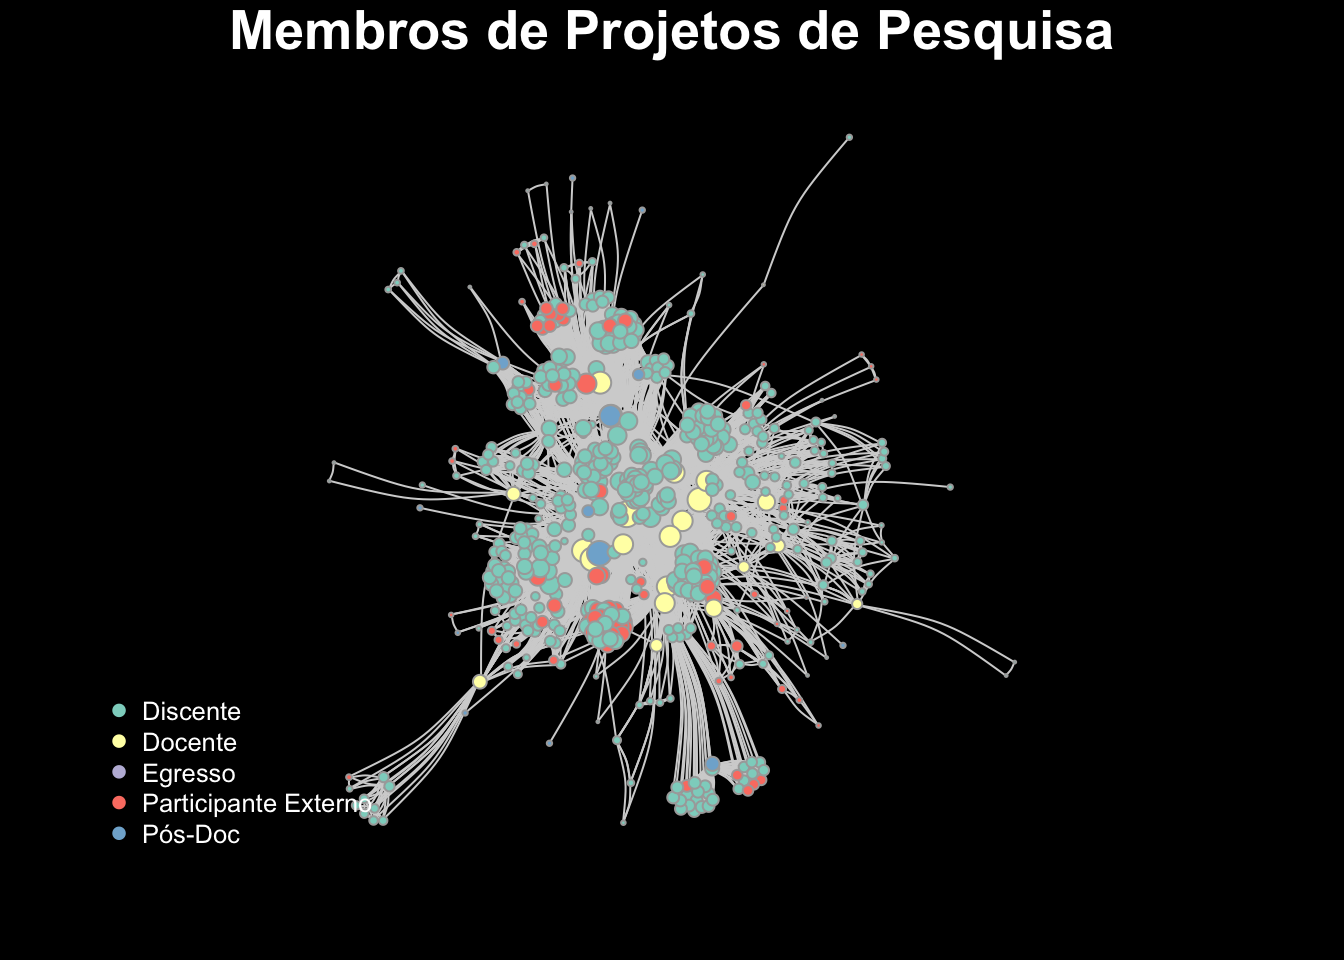 Membros de Projetos de Pesquisa
Discente
Docente
Egresso
Participante Externo
Pós-Doc